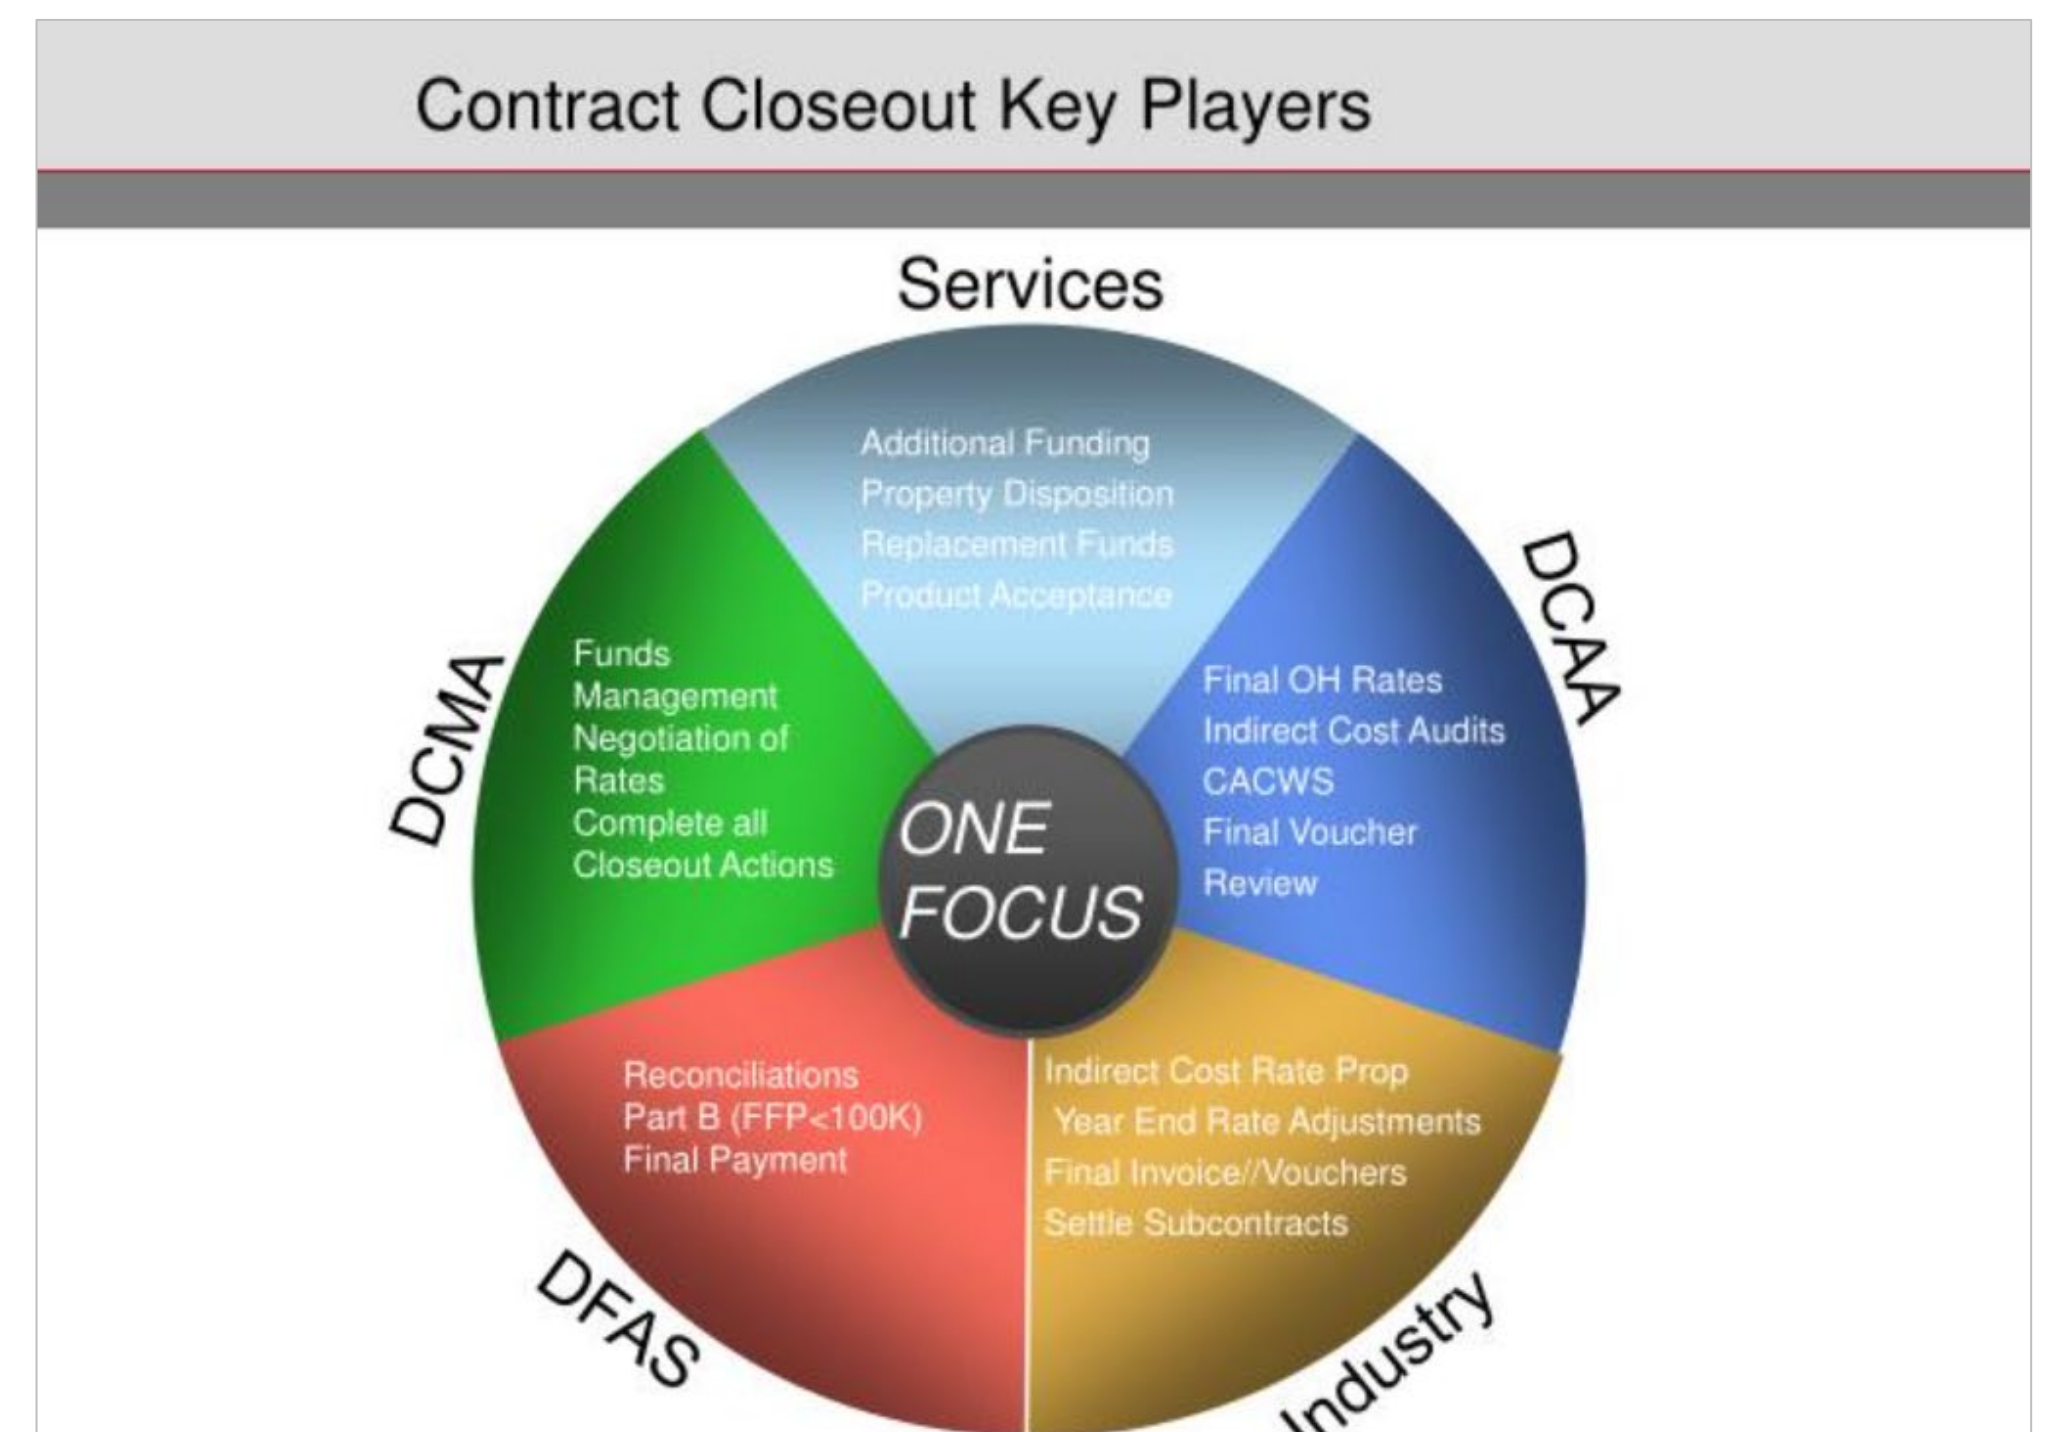 Contract Closeout Key Players
Services
Additional Funding
Property Disposition
Replacement Funds
Product Acceptance
DCAA
Final OH Rates
Indirect Cost Audits
CACWS
Final Voucher
Review
DCMA
Funds
Management
Negotiation of
Rates
Complete all
Closeout Actions
ONE
FOCUS
Reconciliations
Part B (FFP<100K)
Final Payment
DFAS
Indirect Cost Rate Prop
Year End Rate Adjustments
Final Invoice//Vouchers
Settle Subcontracts
Industry